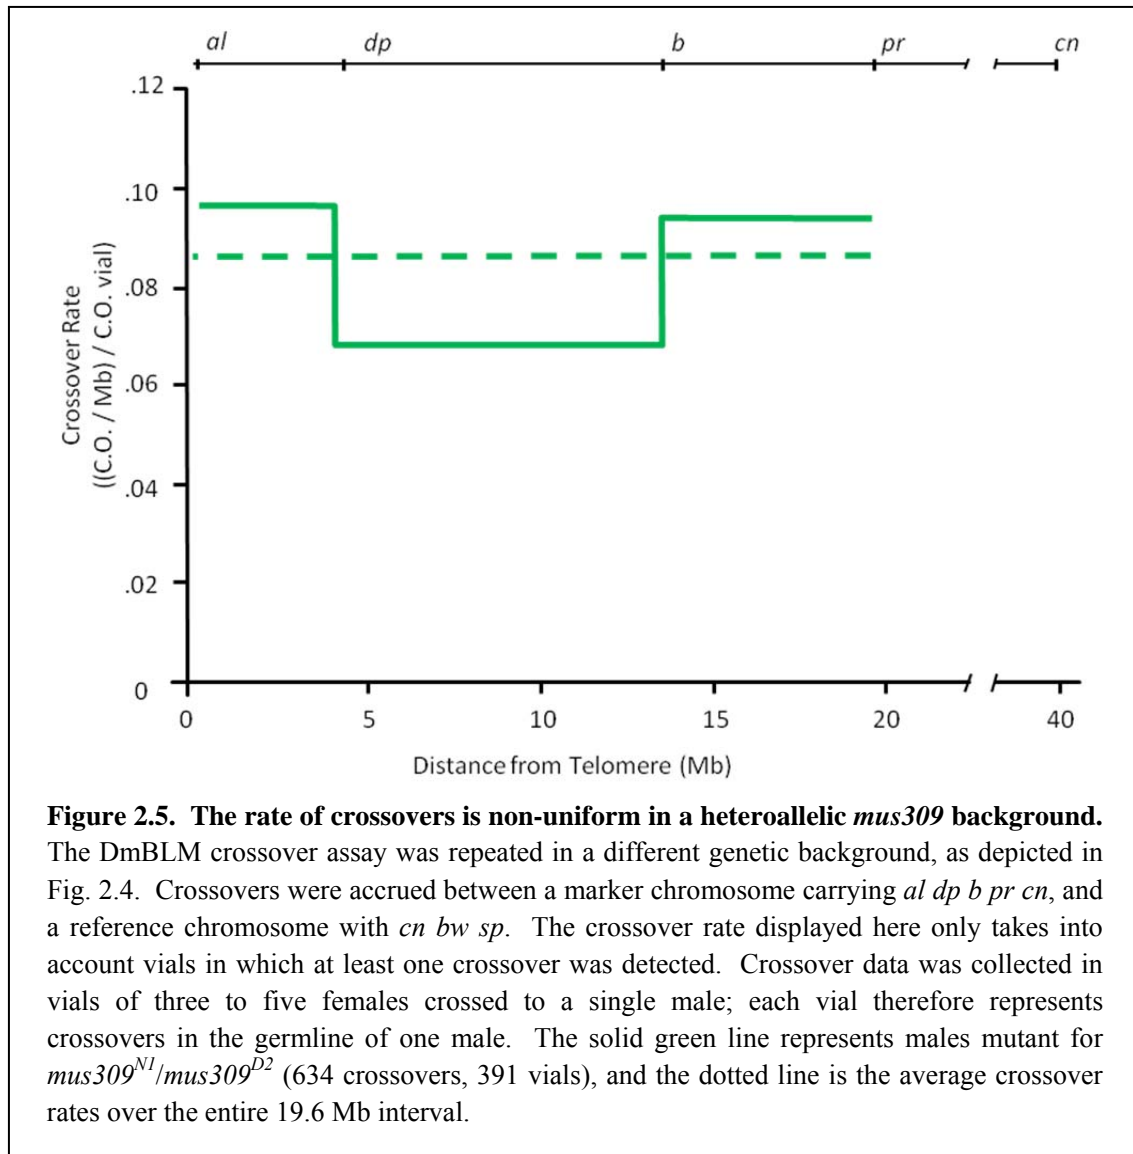 al dp b pr cn
.12
.10
.08
.06
.04
.02
0
Crossover Rate
((C.O. / Mb) / C.O. vial)
0 5 10 15 20 40
Distance from Telomere (Mb)
Figure 2.5. The rate of crossovers is non-uniform in a heteroallelic mus309 background.
The DmBLM crossover assay was repeated in a different genetic background, as depicted in
Fig. 2.4. Crossovers were accrued between a marker chromosome carrying al dp b pr cn, and
a reference chromosome with cn bw sp. The crossover rate displayed here only takes into
account vials in which at least one crossover was detected. Crossover data was collected in
vials of three to five females crossed to a single male; each vial therefore represents
crossovers in the germline of one male. The solid green line represents males mutant for
mus309^N1/mus309^D2 (634 crossovers, 391 vials), and the dotted line is the average crossover
rates over the entire 19.6 Mb interval.